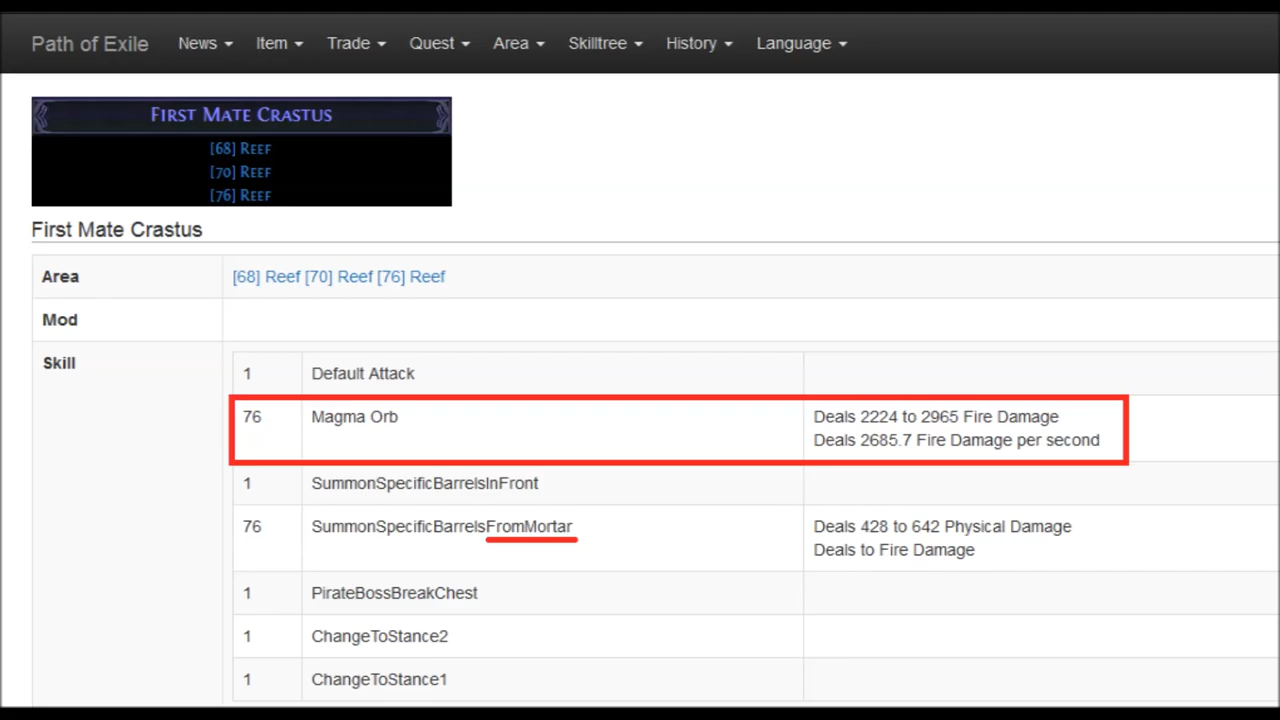 Path of Exile News Item Trade Quest Area Skilltree History Language
First Mate Crastus
[68] Reef
[70] Reef
[76] Reef
First Mate Crastus
Area [68] Reef [70] Reef [76] Reef
Mod
Skill
1 Default Attack
76 Magma Orb Deals 2224 to 2965 Fire Damage
Deals 2685.7 Fire Damage per second
1 SummonSpecificBarrelsInFront
76 SummonSpecificBarrelsFromMortar Deals 428 to 642 Physical Damage
Deals to Fire Damage
1 PirateBossBreakChest
1 ChangeToStance2
1 ChangeToStance1